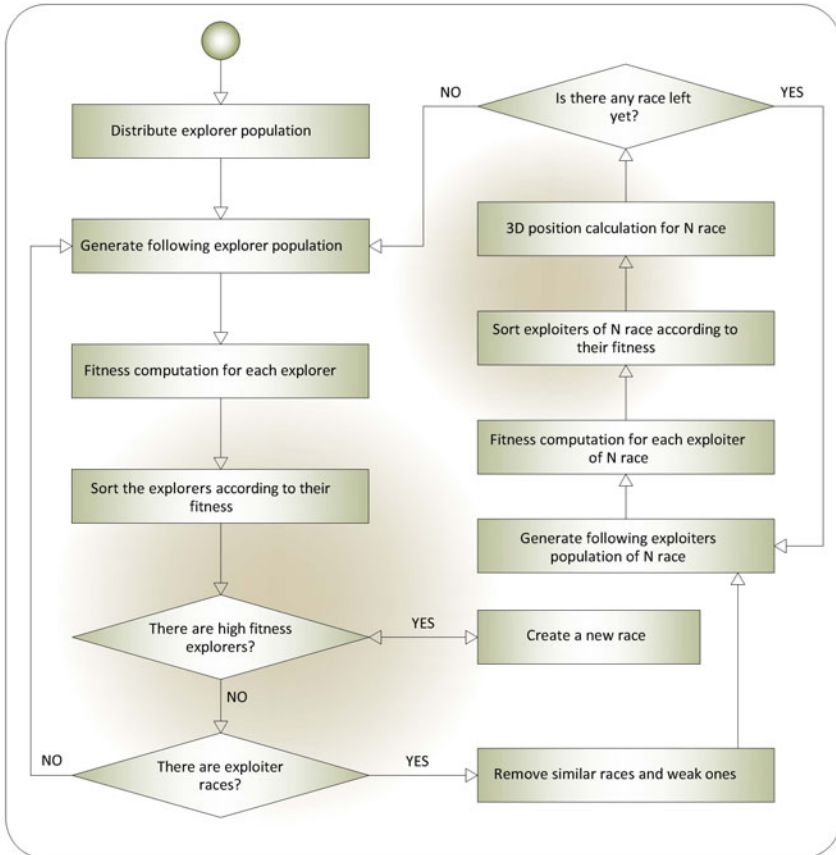 Distribute explorer population
Generate following explorer population
Fitness computation for each explorer
Sort the explorers according to their
fitness
There are high fitness
explorers?
YES
Create a new race
NO
There are exploiter
races?
NO
YES
Remove similar races and weak ones
Generate following exploiters
population of N race
Fitness computation for each exploiter
of N race
Sort exploiters of N race according to
their fitness
3D position calculation for N race
Is there any race left
yet?
NO
YES